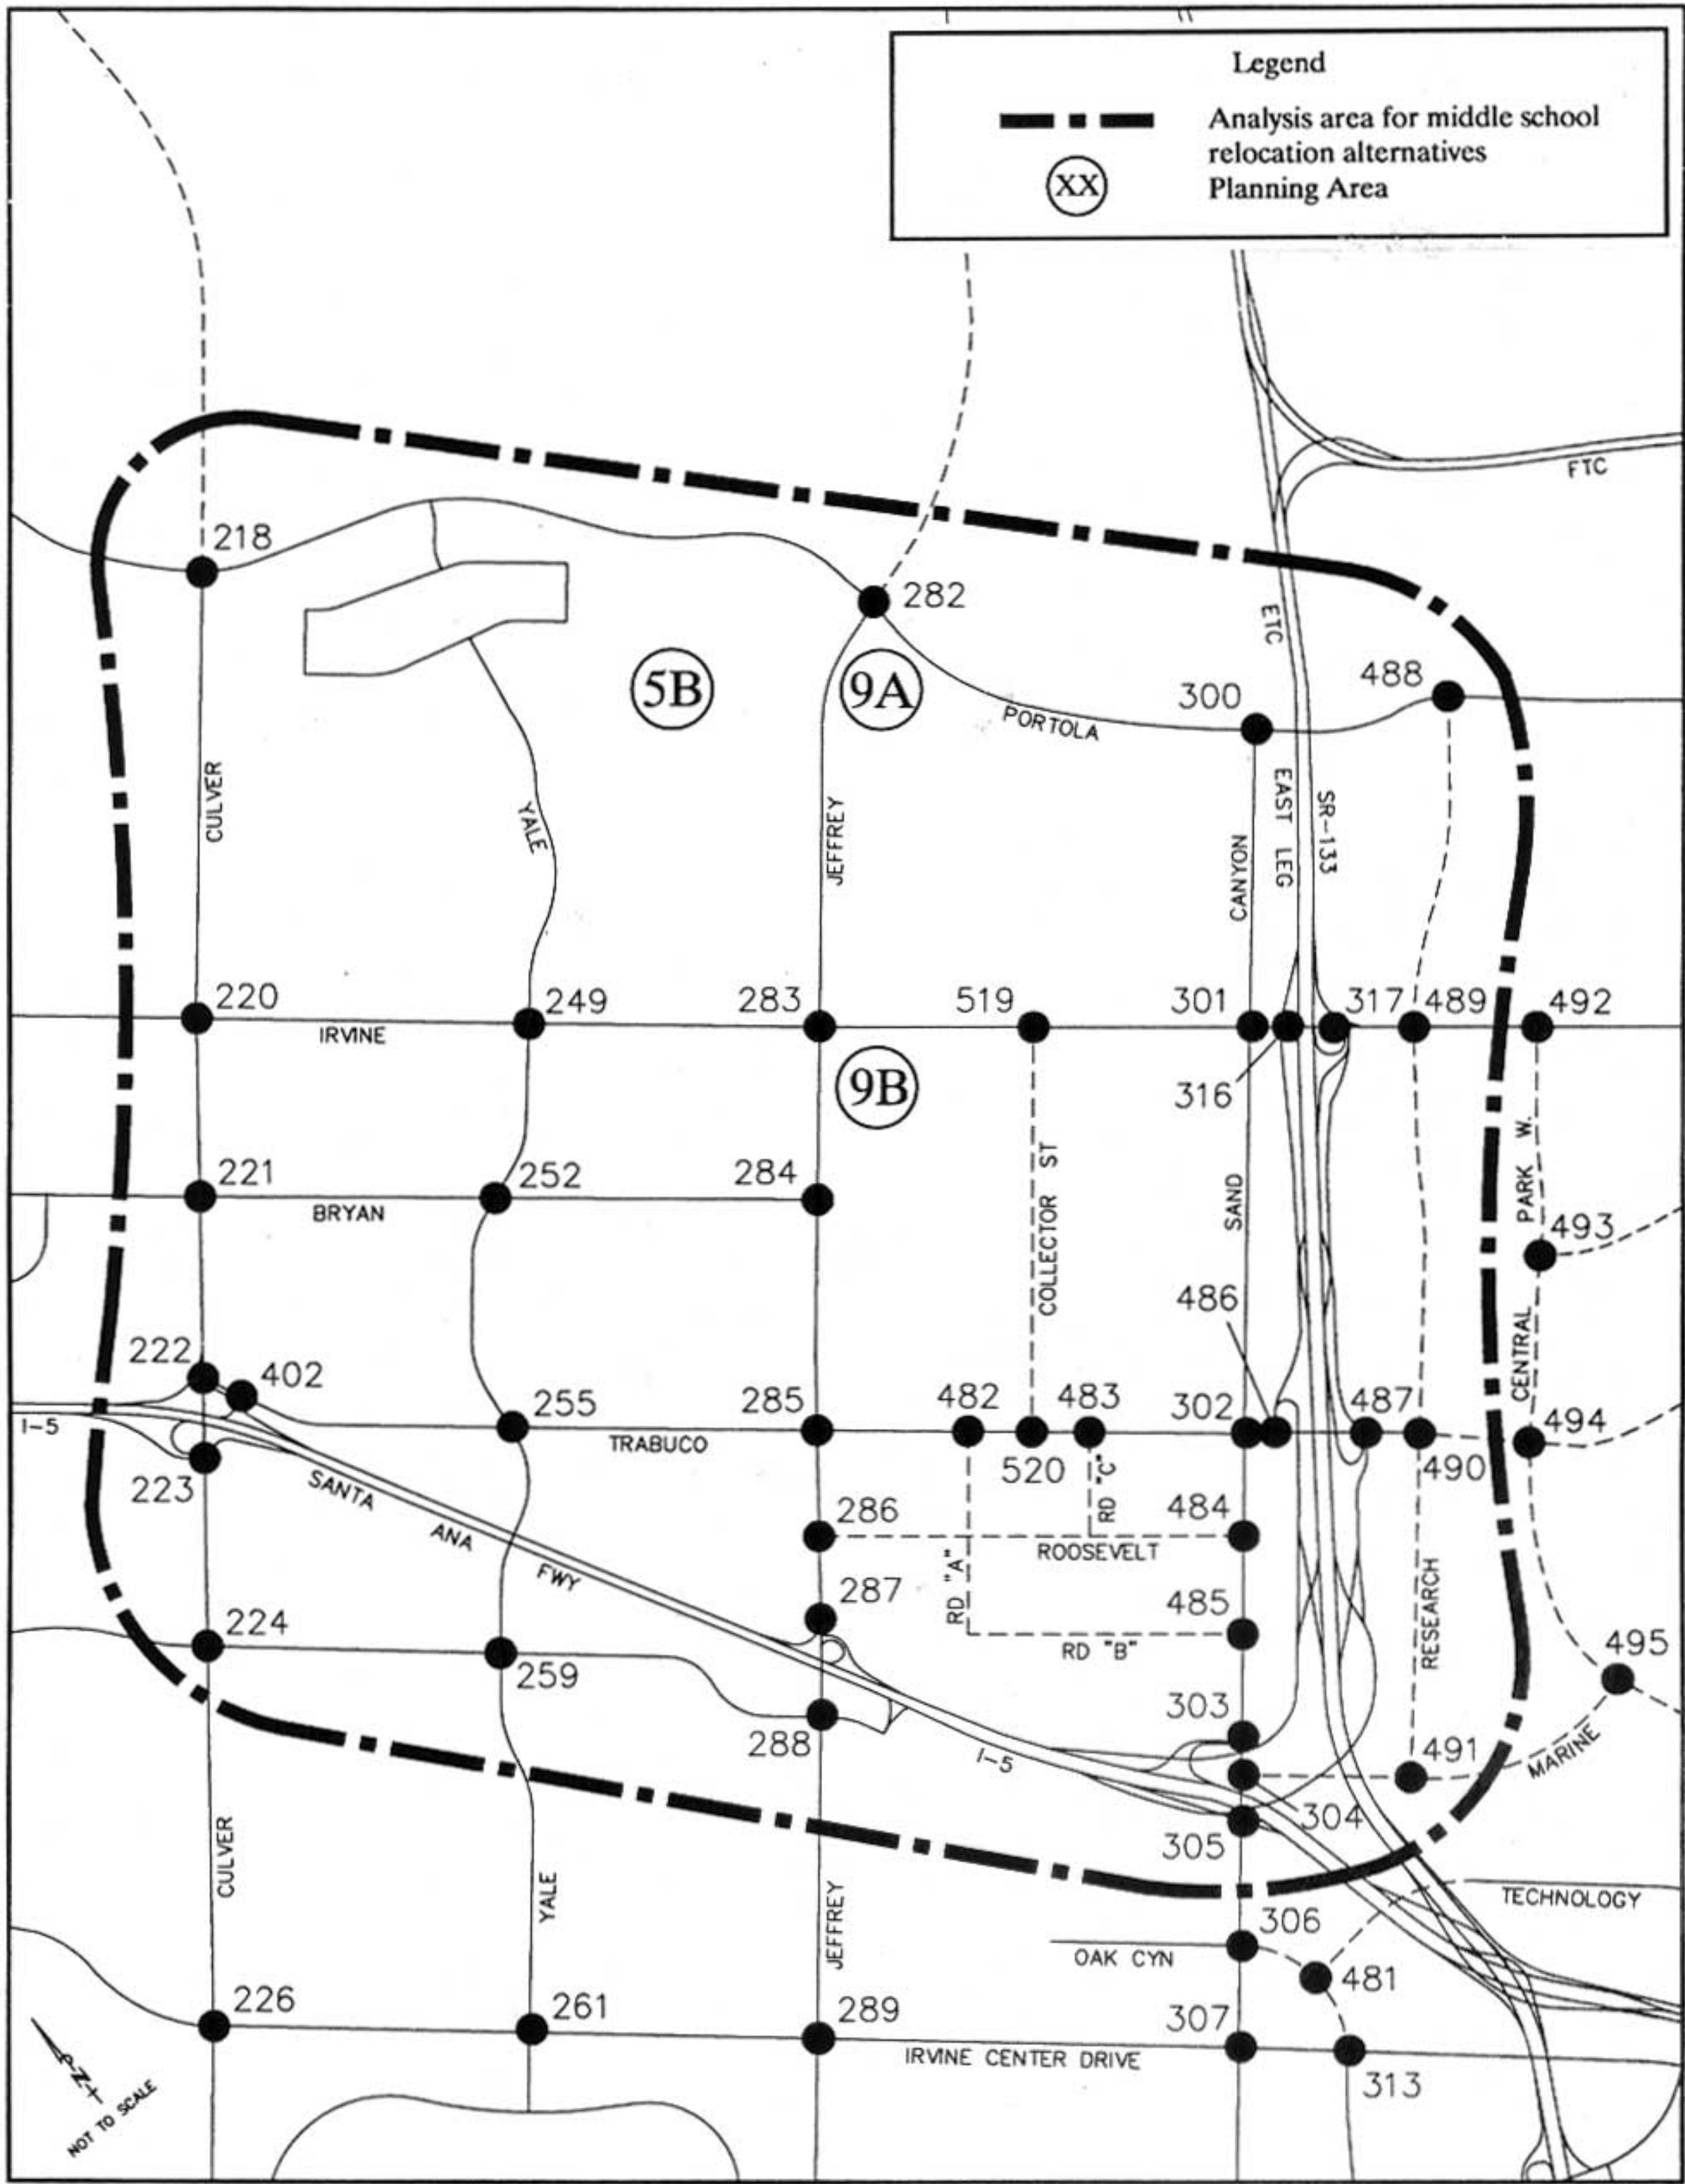 Legend
Analysis area for middle school
relocation alternatives
XX
Planning Area
FTC
218
282
ETC
5B
9A
488
300
PORTOLA
CULVER
YALE
JEFFREY
CANYON
EAST LEG
SR-133
220
249
283
519
301
317
489
492
IRVINE
316
9B
221
252
284
BRYAN
COLLECTOR ST
SAND
CENTRAL PARK W.
493
486
222
402
255
285
482
483
302
487
494
I-5
TRABUCO
520
490
223
SANTA ANA FWY
286
RD "C"
484
ROOSEVELT
287
RD "A"
485
RESEARCH
224
RD "B"
495
259
303
288
I-5
491
MARINE
304
305
CULVER
YALE
JEFFREY
TECHNOLOGY
306
OAK CYN
481
226
261
289
307
IRVINE CENTER DRIVE
313
N
NOT TO SCALE